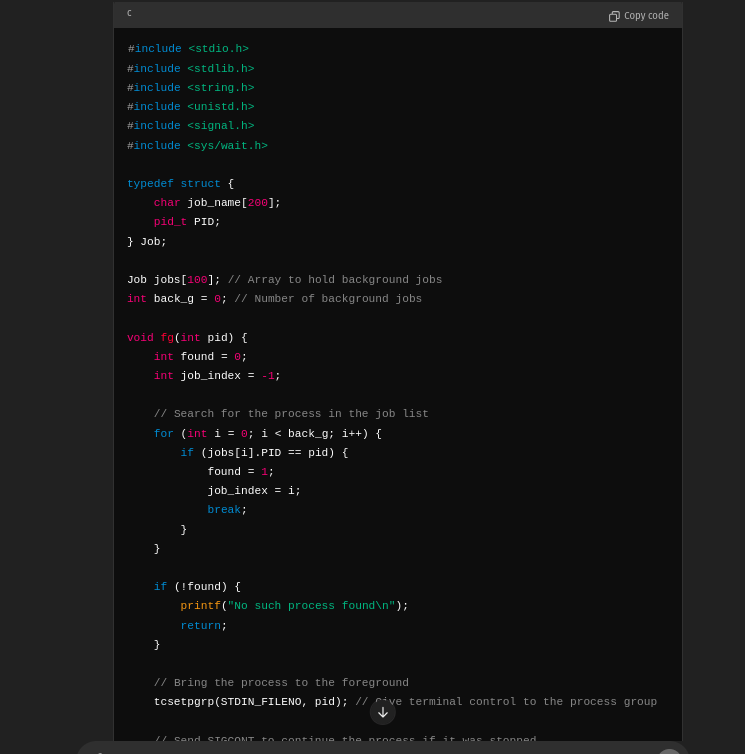 c
Copy code
#include <stdio.h>
#include <stdlib.h>
#include <string.h>
#include <unistd.h>
#include <signal.h>
#include <sys/wait.h>
typedef struct {
    char job_name[200];
    pid_t PID;
} Job;
Job jobs[100]; // Array to hold background jobs
int back_g = 0; // Number of background jobs
void fg(int pid) {
    int found = 0;
    int job_index = -1;
    // Search for the process in the job list
    for (int i = 0; i < back_g; i++) {
        if (jobs[i].PID == pid) {
            found = 1;
            job_index = i;
            break;
        }
    }
    if (!found) {
        printf("No such process found\n");
        return;
    }
    // Bring the process to the foreground
    tcsetpgrp(STDIN_FILENO, pid); // Give terminal control to the process group
    // Send SIGCONT to continue the process if it was stopped